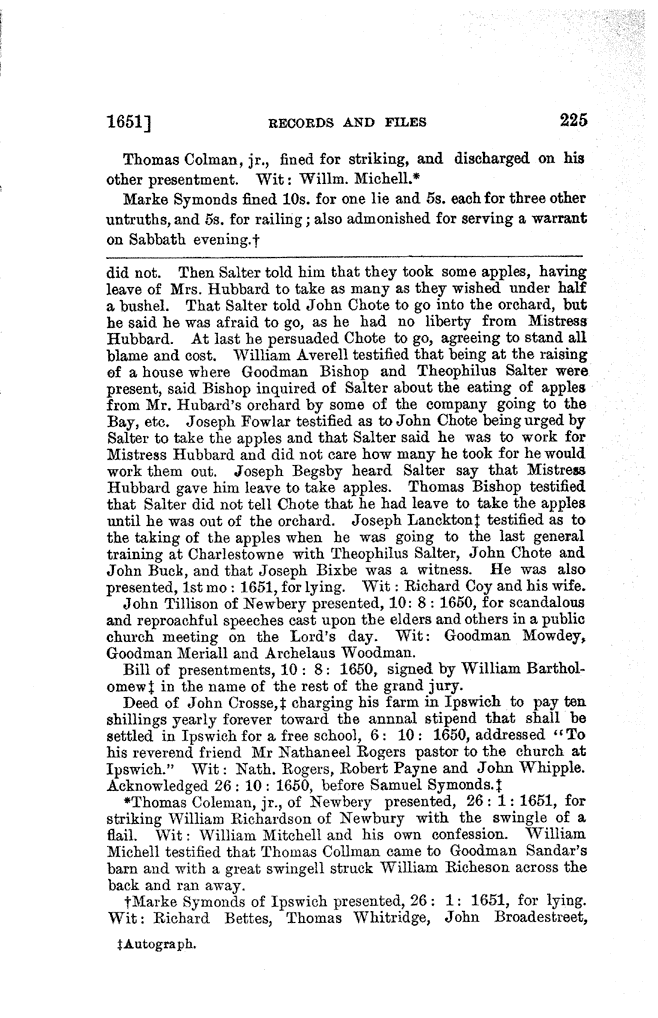 1651] RECORDS AND FILES 225
Thomas Colman, jr., fined for striking, and discharged on his
other presentment. Wit: Willm. Michell.*
Marke Symonds fined 10s. for one lie and 5s. each for three other
untruths, and 5s. for railing; also admonished for serving a warrant
on Sabbath evening.†
did not. Then Salter told him that they took some apples, having
leave of Mrs. Hubbard to take as many as they wished under half
a bushel. That Salter told John Chote to go into the orchard, but
he said he was afraid to go, as he had no liberty from Mistress
Hubbard. At last he persuaded Chote to go, agreeing to stand all
blame and cost. William Averell testified that being at the raising
of a house where Goodman Bishop and Theophilus Salter were
present, said Bishop inquired of Salter about the eating of apples
from Mr. Hubard's orchard by some of the company going to the
Bay, etc. Joseph Fowlar testified as to John Chote being urged by
Salter to take the apples and that Salter said he was to work for
Mistress Hubbard and did not care how many he took for he would
work them out. Joseph Begsby heard Salter say that Mistress
Hubbard gave him leave to take apples. Thomas Bishop testified
that Salter did not tell Chote that he had leave to take the apples
until he was out of the orchard. Joseph Lanckton‡ testified as to
the taking of the apples when he was going to the last general
training at Charlestowne with Theophilus Salter, John Chote and
John Buck, and that Joseph Bixbe was a witness. He was also
presented, 1st mo: 1651, for lying. Wit: Richard Coy and his wife.
John Tillison of Newbery presented, 10: 8: 1650, for scandalous
and reproachful speeches cast upon the elders and others in a public
church meeting on the Lord's day. Wit: Goodman Mowdey,
Goodman Meriall and Archelaus Woodman.
Bill of presentments, 10: 8: 1650, signed by William Barthol-
omew‡ in the name of the rest of the grand jury.
Deed of John Crosse,‡ charging his farm in Ipswich to pay ten
shillings yearly forever toward the annnal stipend that shall be
settled in Ipswich for a free school, 6: 10: 1650, addressed "To
his reverend friend Mr Nathaneel Rogers pastor to the church at
Ipswich." Wit: Nath. Rogers, Robert Payne and John Whipple.
Acknowledged 26: 10: 1650, before Samuel Symonds.‡
*Thomas Coleman, jr., of Newbery presented, 26: 1: 1651, for
striking William Richardson of Newbury with the swingle of a
flail. Wit: William Mitchell and his own confession. William
Michell testified that Thomas Collman came to Goodman Sandar's
barn and with a great swingell struck William Richeson across the
back and ran away.
†Marke Symonds of Ipswich presented, 26: 1: 1651, for lying.
Wit: Richard Bettes, Thomas Whitridge, John Broadestreet,
‡Autograph.